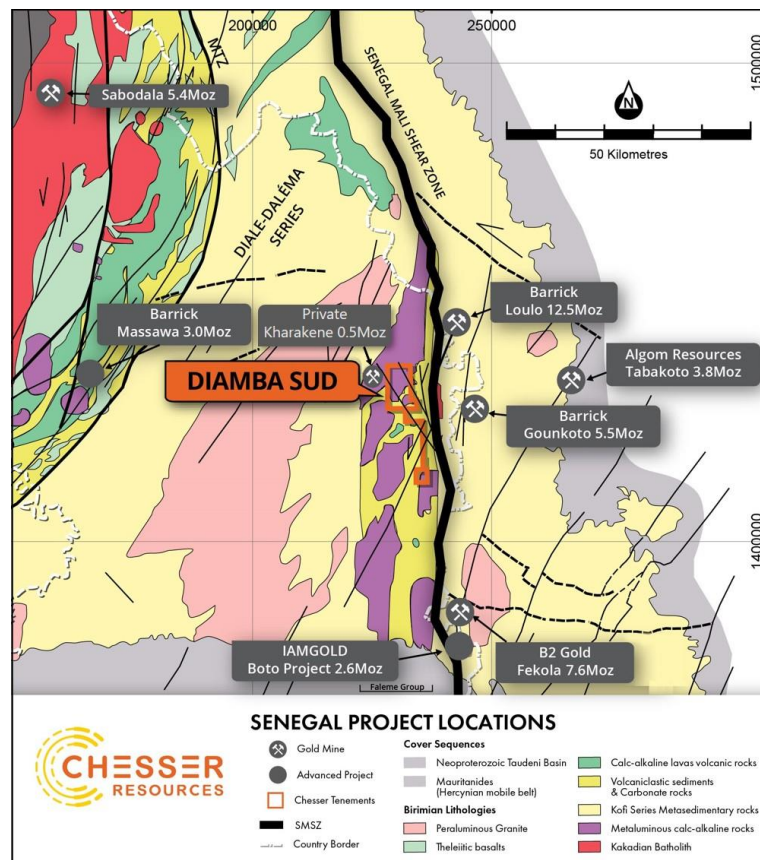 200000
250000
1500000
MTZ
SENEGAL MALI SHEAR ZONE
N
Sabodala 5.4Moz
50 Kilometres
DIALE-DALÉMA
SERIES
Barrick
Massawa 3.0Moz
Private
Kharakene 0.5Moz
Barrick
Loulo 12.5Moz
Algom Resources
Tabakoto 3.8Moz
DIAMBA SUD
Barrick
Gounkoto 5.5Moz
1400000
IAMGOLD
Boto Project 2.6Moz
B2 Gold
Fekola 7.6Moz
Faleme Group
CHESSER
RESOURCES
SENEGAL PROJECT LOCATIONS
Gold Mine
Advanced Project
Chesser Tenements
SMSZ
Country Border
Cover Sequences
Neoproterozoic Taudeni Basin
Mauritanides
(Hercynian mobile belt)
Birimian Lithologies
Peraluminous Granite
Theleiitic basalts
Calc-alkaline lavas volcanic rocks
Volcaniclastic sediments
& Carbonate rocks
Kofi Series Metasedimentary rocks
Metaluminous calc-alkaline rocks
Kakadian Batholith